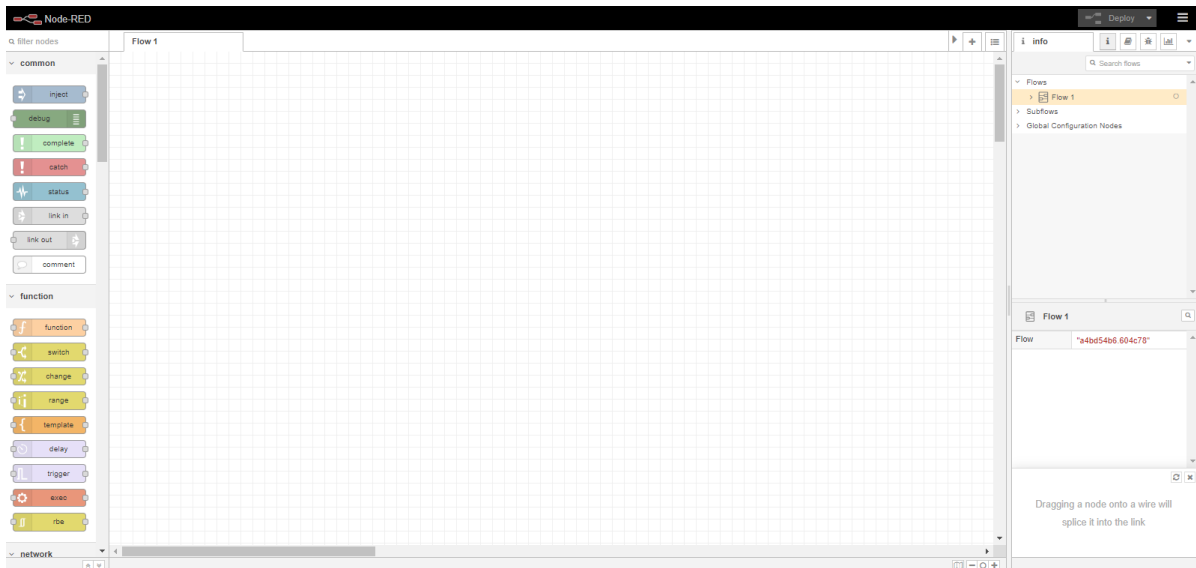 Node-RED
Deploy
filter nodes
Flow 1
info
common
Search flows
inject
debug
complete
catch
status
link in
link out
comment
Flows
Flow 1
Subflows
Global Configuration Nodes
function
function
switch
change
range
template
delay
trigger
exec
rbe
network
Flow 1
Flow "a4bd54b6.604c78"
Dragging a node onto a wire will
splice it into the link